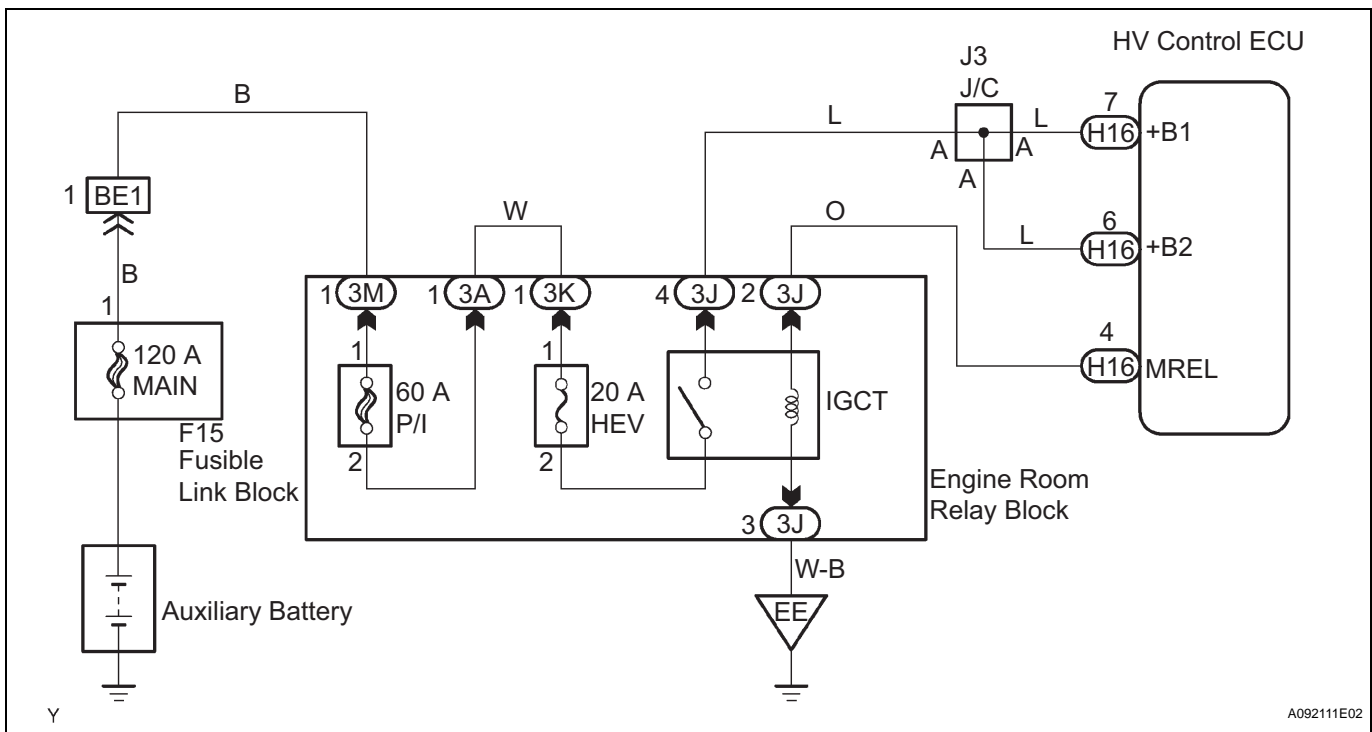 HV Control ECU
J3
J/C
B
L
L
7
H16
+B1
A
A
A
1
BE1
W
O
L
6
H16
+B2
B
1
1
3M
1
3A
1
3K
4
3J
2
3J
4
H16
MREL
120 A
MAIN
1
60 A
P/I
2
1
20 A
HEV
2
IGCT
F15
Fusible
Link Block
Engine Room
Relay Block
3
3J
W-B
EE
Auxiliary Battery
Y
A092111E02